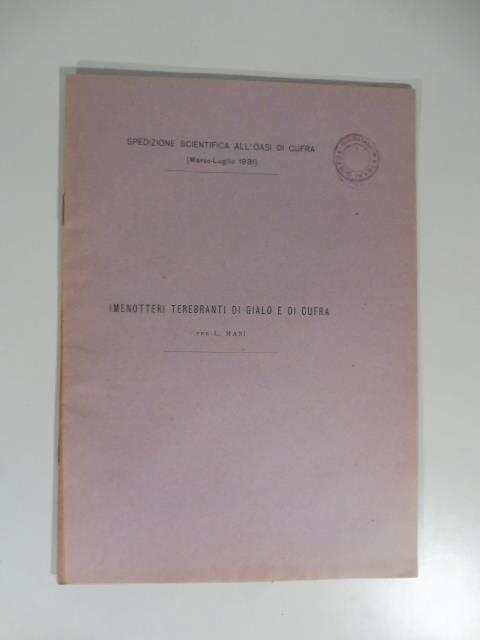 SPEDIZIONE SCIENTIFICA ALL'OASI DI CUFRA
(Marzo-Luglio 1931)
IMENOTTERI TEREBRANTI DI GIALO E DI CUFRA
PER L. MASI